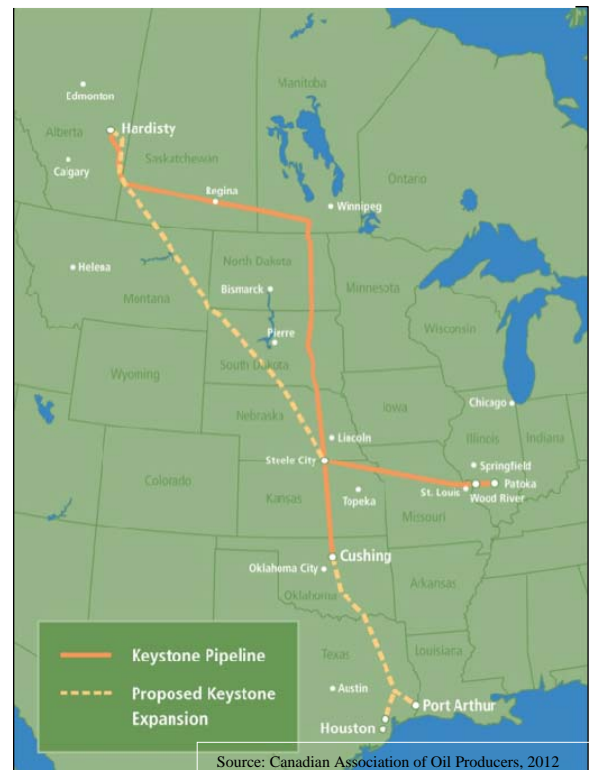 Manitoba
Edmonton
Hardisty
Alberta
Saskatchewan
Calgary
Ontario
Regina
Winnipeg
North Dakota
Helena
Bismarck
Minnesota
Montana
Wisconsin
Pierre
South Dakota
Wyoming
Iowa
Chicago
Nebraska
Lincoln
Illinois
Indiana
Steele City
Springfield
Colorado
Kansas
Topeka
St. Louis
Patoka
Wood River
Missouri
Cushing
Oklahoma City
Arkansas
Oklahoma
Keystone Pipeline
Texas
Louisiana
Proposed Keystone
Expansion
Austin
Port Arthur
Houston
Source: Canadian Association of Oil Producers, 2012